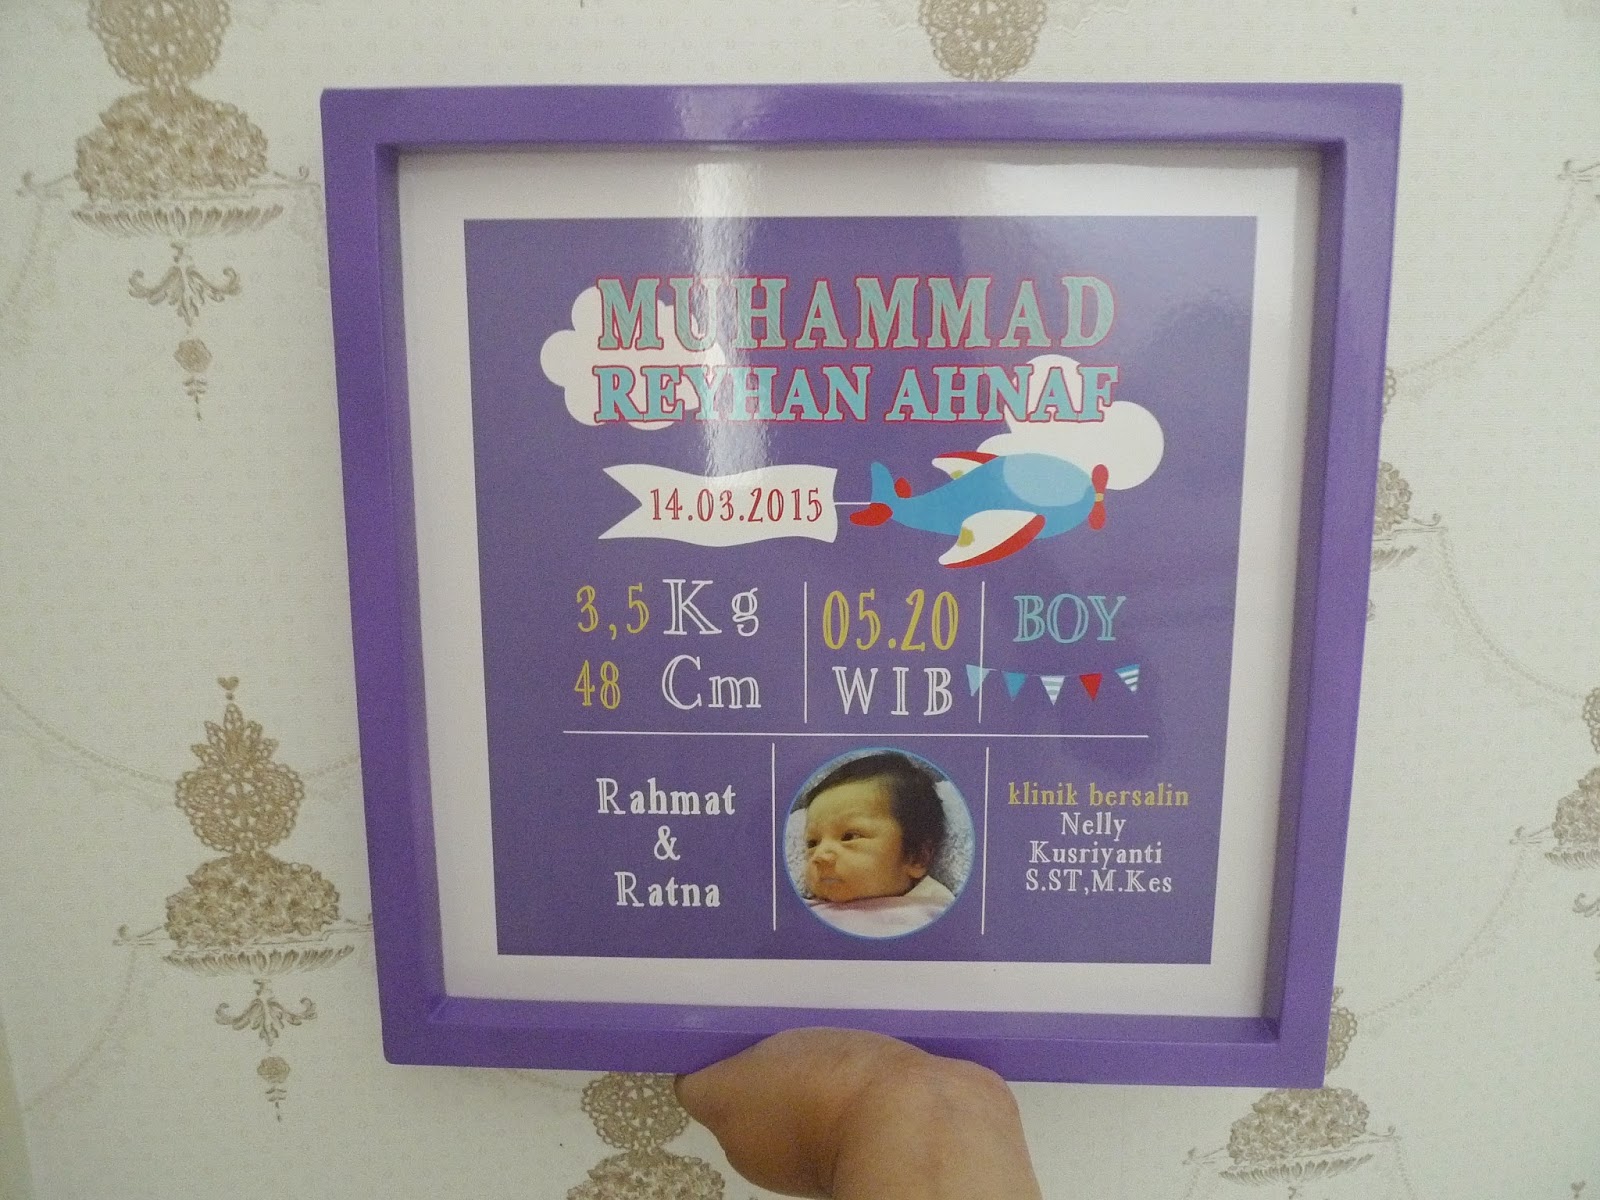 MUHAMMAD
REYHAN AHNAF
14.03.2015
3,5 Kg
48 Cm
05.20
WIB
BOY
Rahmat
&
Ratna
klinik bersalin
Nelly
Kusriyanti
S.ST,M.Kes